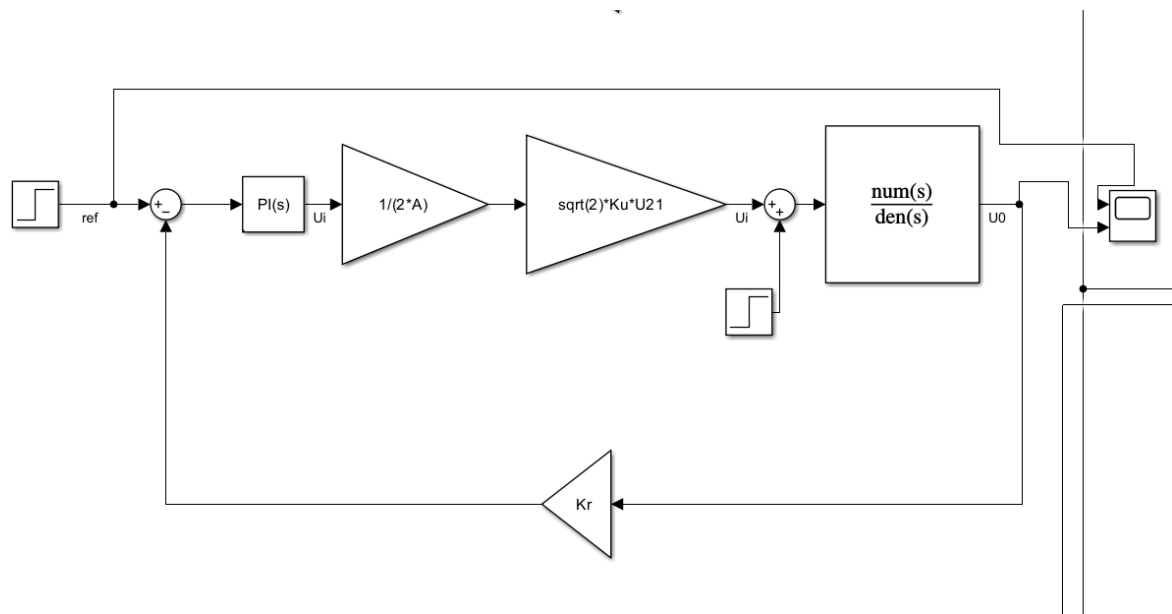 ref
+
−
PI(s)
Ui
1/(2*A)
sqrt(2)*Ku*U21
Ui
+
+
num(s)
den(s)
U0
Kr